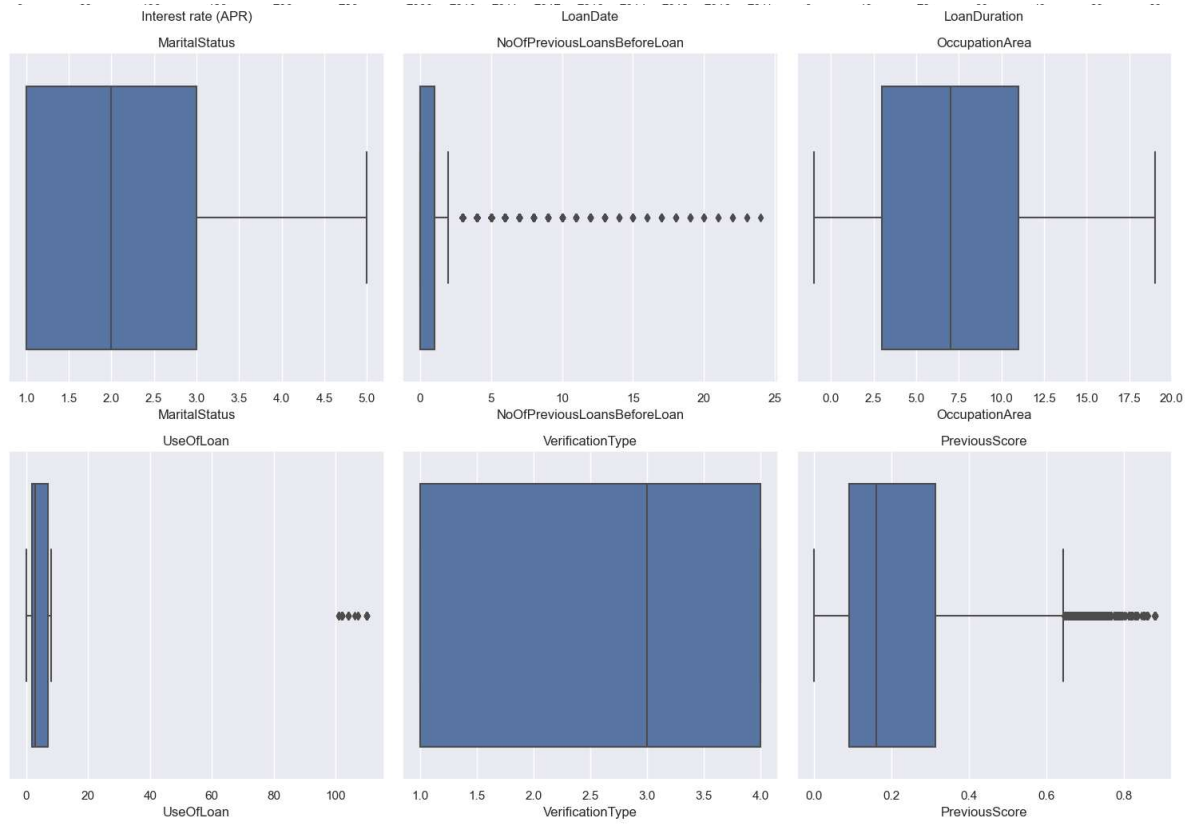 Interest rate (APR) LoanDate LoanDuration
MaritalStatus NoOfPreviousLoansBeforeLoan OccupationArea
1.0 1.5 2.0 2.5 3.0 3.5 4.0 4.5 5.0 0 5 10 15 20 25 0.0 2.5 5.0 7.5 10.0 12.5 15.0 17.5 20.0
MaritalStatus NoOfPreviousLoansBeforeLoan OccupationArea
UseOfLoan VerificationType PreviousScore
0 20 40 60 80 100 1.0 1.5 2.0 2.5 3.0 3.5 4.0 0.0 0.2 0.4 0.6 0.8
UseOfLoan VerificationType PreviousScore